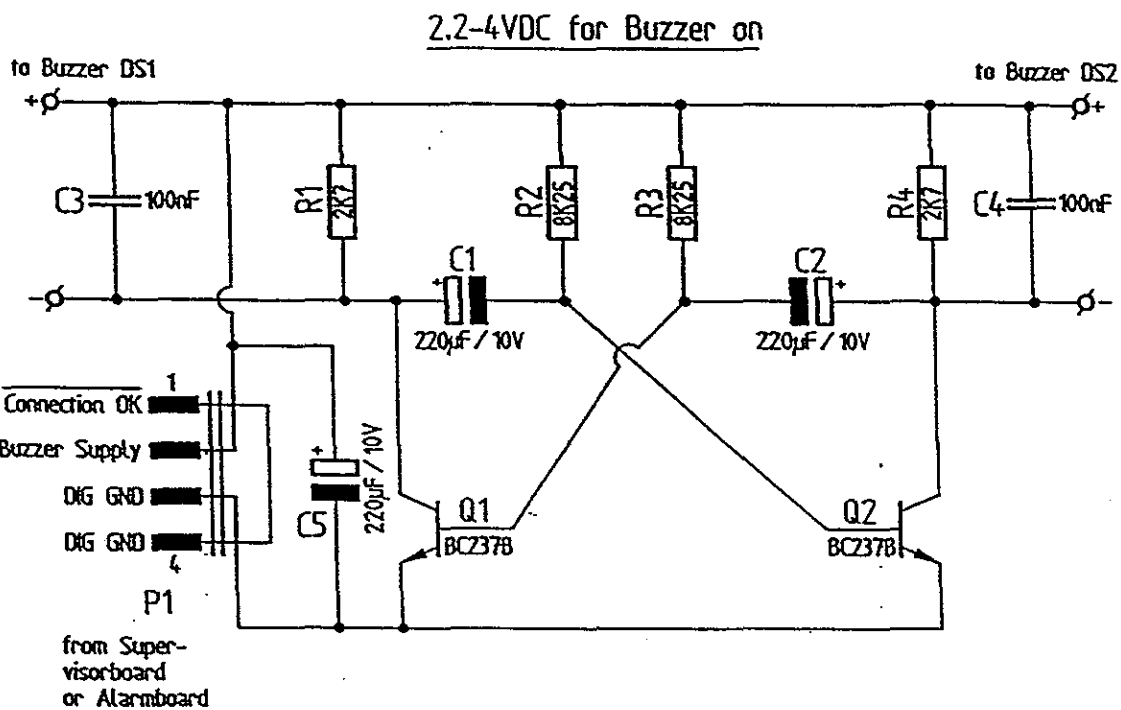 2.2-4VDC for Buzzer on
to Buzzer DS1
to Buzzer DS2
+
+
C3
100nF
R1
2K7
R2
8K25
R3
8K25
R4
2K7
C4
100nF
-
C1
+
220µF / 10V
C2
+
220µF / 10V
-
1
Connection OK
Buzzer Supply
DIG GND
DIG GND
4
P1
from Super-
visorboard
or Alarmboard
+
C5
220µF / 10V
Q1
BC237B
Q2
BC237B